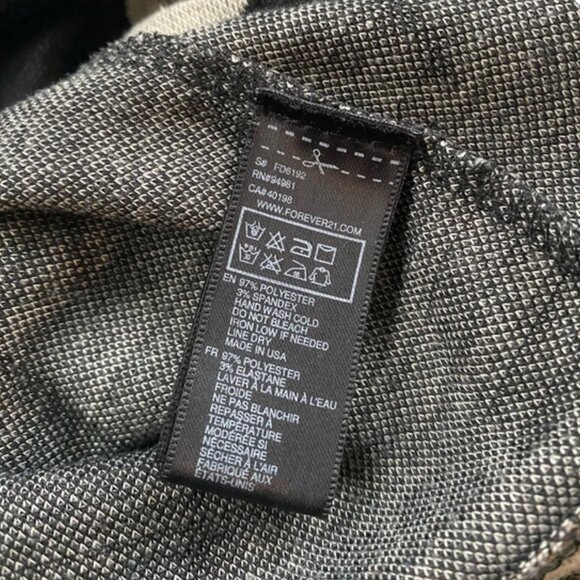 S# FD6192
RN#94981
CA#40198
WWW.FOREVER21.COM
EN 97% POLYESTER
3% SPANDEX
HAND WASH COLD
DO NOT BLEACH
IRON LOW IF NEEDED
LINE DRY
MADE IN USA
FR 97% POLYESTER
3% ELASTANE
LAVER À LA MAIN À L'EAU
FROIDE
NE PAS BLANCHIR
REPASSER À
TEMPÉRATURE
MODÉRÉE SI
NÉCESSAIRE
SÉCHER À L'AIR
FABRIQUÉ AUX
ÉTATS-UNIS